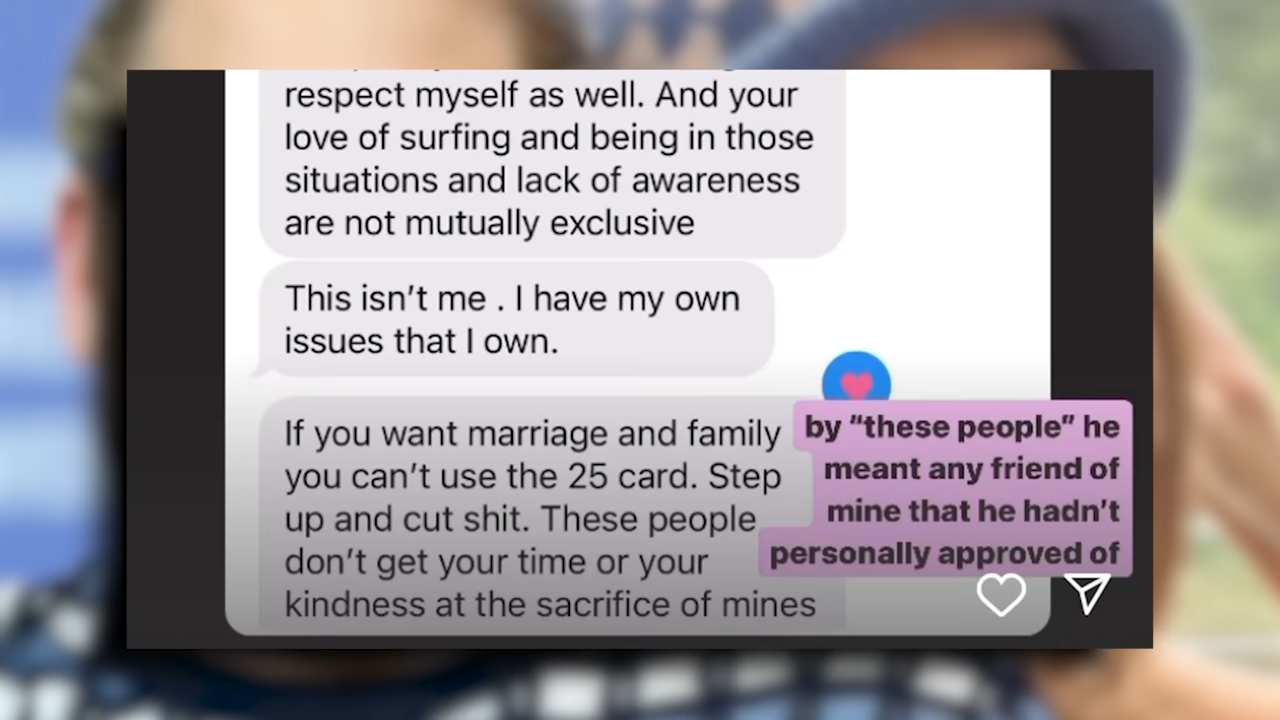 respect myself as well. And your
love of surfing and being in those
situations and lack of awareness
are not mutually exclusive
This isn’t me . I have my own
issues that I own.
If you want marriage and family
you can’t use the 25 card. Step
up and cut shit. These people
don’t get your time or your
kindness at the sacrifice of mines
by “these people” he
meant any friend of
mine that he hadn’t
personally approved of